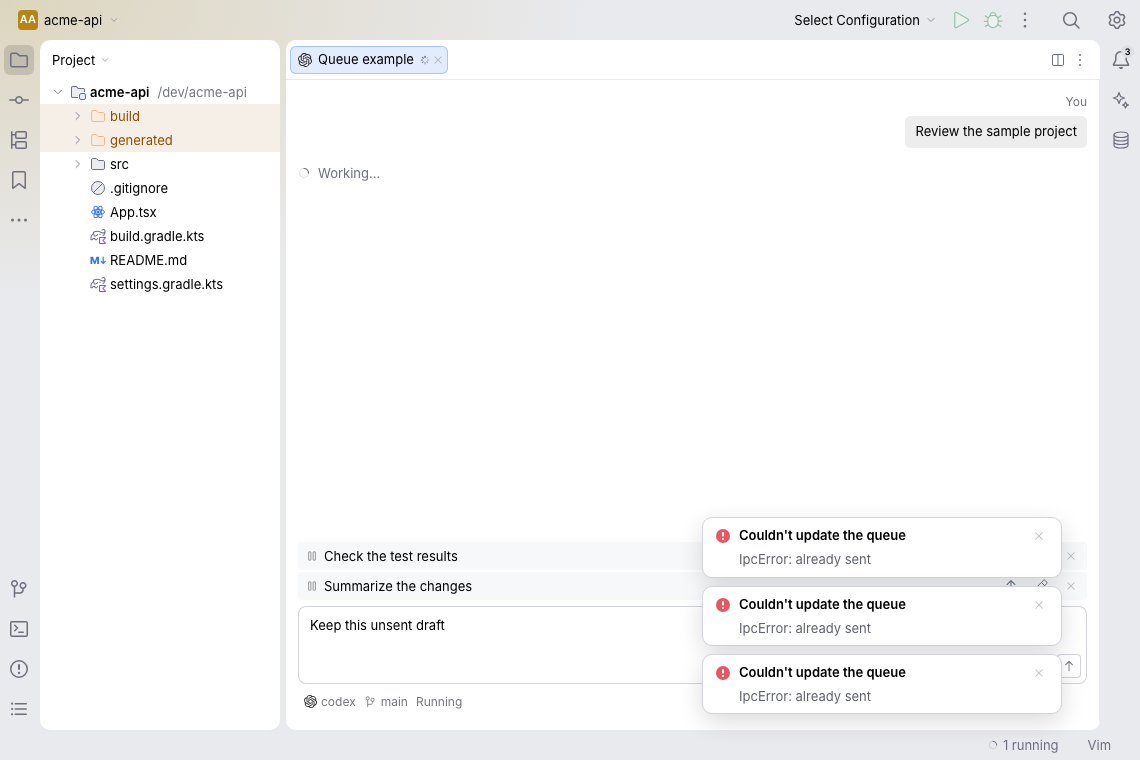 AA acme-api
Select Configuration
Project
Queue example
3
acme-api /dev/acme-api
build
generated
src
.gitignore
App.tsx
build.gradle.kts
M↓ README.md
settings.gradle.kts
You
Review the sample project
Working...
Check the test results
Summarize the changes
Keep this unsent draft
Couldn't update the queue
IpcError: already sent
Couldn't update the queue
IpcError: already sent
Couldn't update the queue
IpcError: already sent
codex main Running
1 running Vim